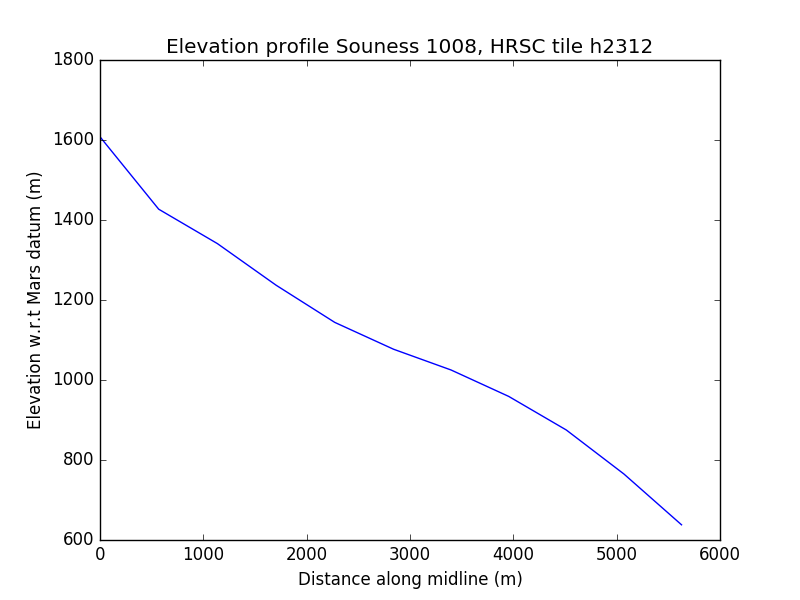 Elevation profile Souness 1008, HRSC tile h2312
1800
1600
1400
1200
1000
800
600
Elevation w.r.t Mars datum (m)
0 1000 2000 3000 4000 5000 6000
Distance along midline (m)